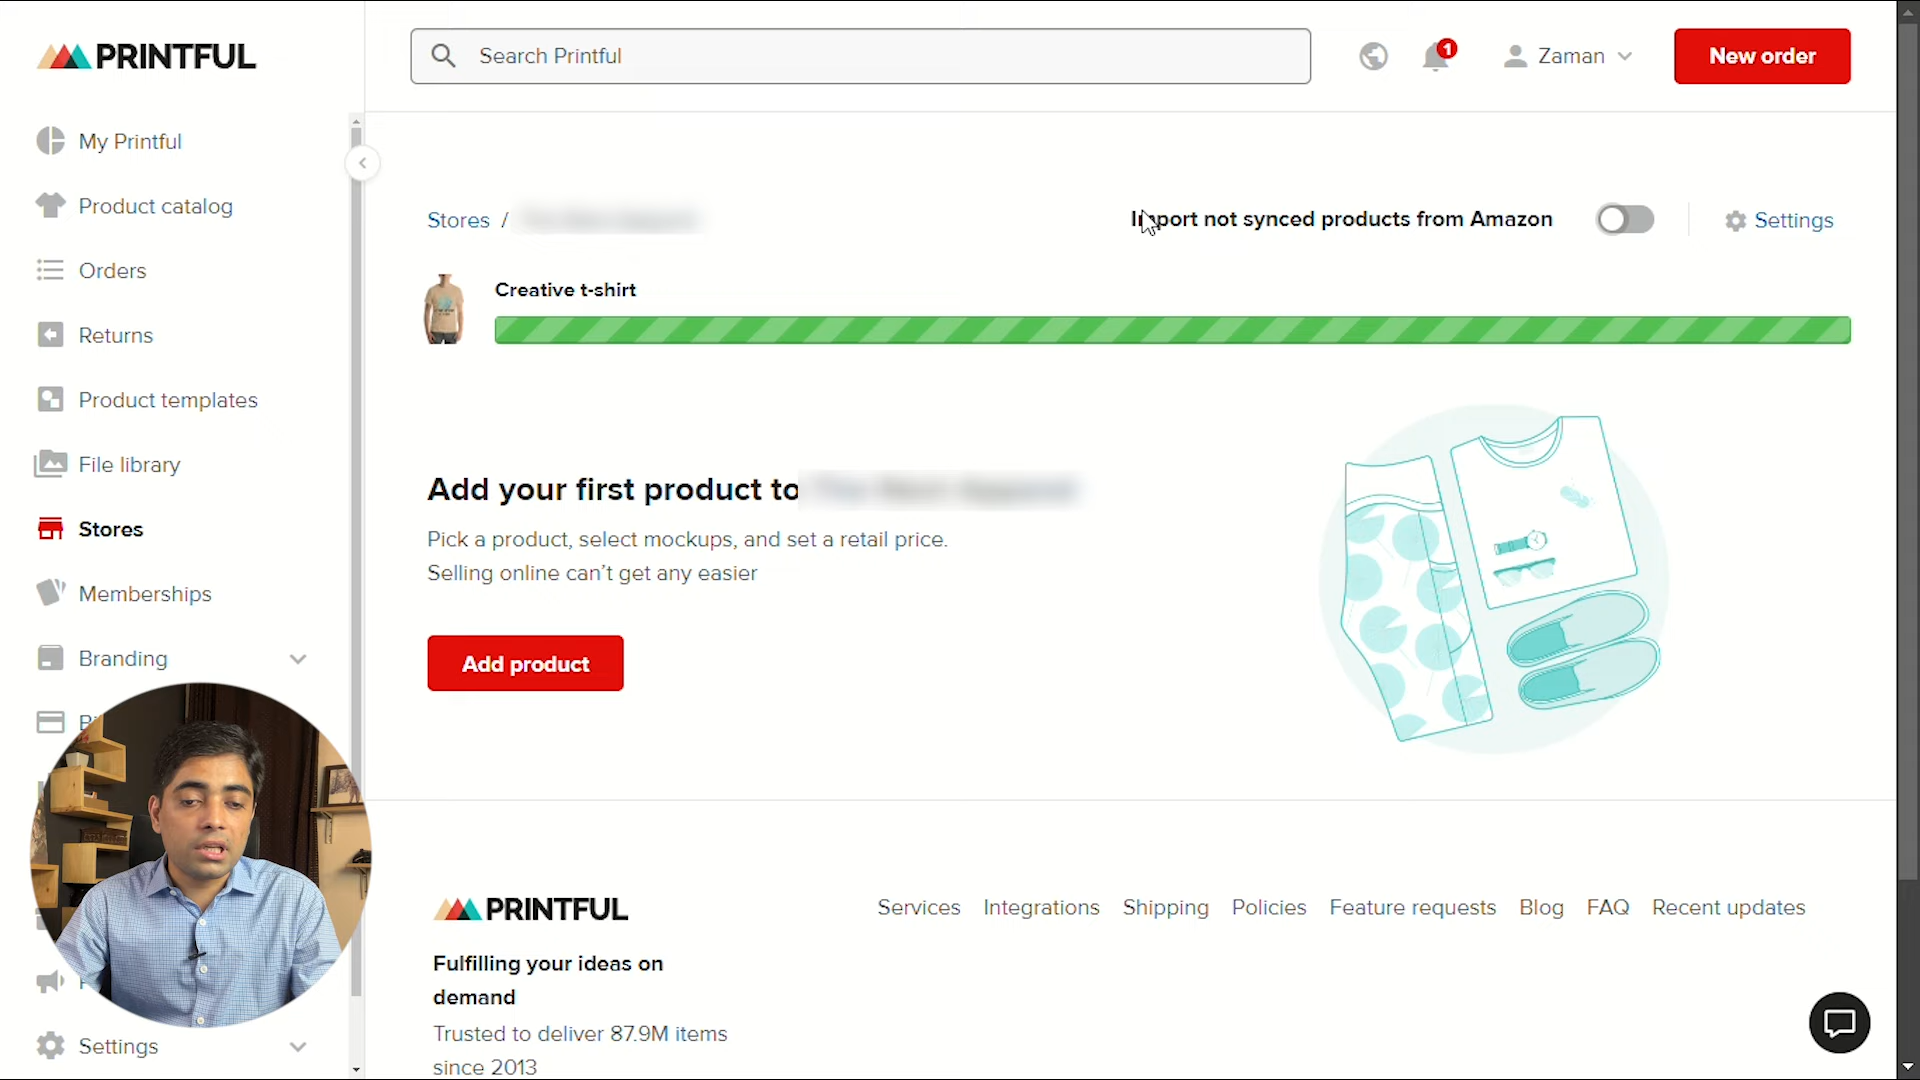 PRINTFUL
Search Printful
1
Zaman
New order
My Printful
Product catalog
Orders
Returns
Product templates
File library
Stores
Memberships
Branding
Settings
Stores /
Import not synced products from Amazon
Settings
Creative t-shirt
Add your first product to
Pick a product, select mockups, and set a retail price.
Selling online can't get any easier
Add product
PRINTFUL
Services Integrations Shipping Policies Feature requests Blog FAQ Recent updates
Fulfilling your ideas on
demand
Trusted to deliver 87.9M items
since 2013